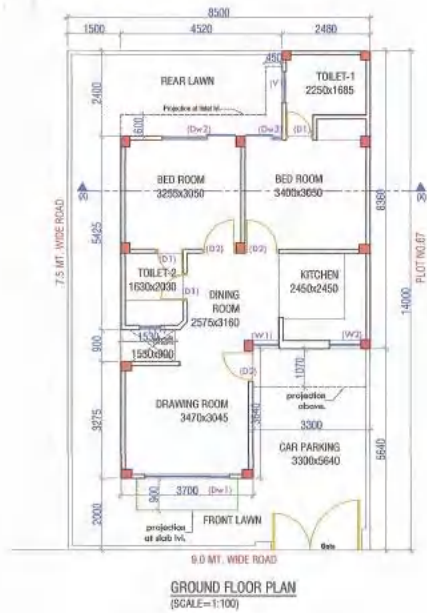 8500
1500 4520 2480
450
REAR LAWN
TOILET-1
2250x1685
(V)
2400
Projection at lintel lvl.
600
(Dw2) (Dw3) (D1)
BED ROOM
3255x3050
BED ROOM
3400x3050
7.5 MT. WIDE ROAD
5425
8360
PLOT NO.67
14000
(D1) (D2) (D2)
TOILET-2
1630x2030
(D1)
KITCHEN
2450x2450
DINING
ROOM
2575x3160
1530
1550x900
900
(W1) (W2)
1070
(D2)
projection
above.
DRAWING ROOM
3470x3045
3275
3540
3300
CAR PARKING
3300x5640
5640
3700 (Dw1)
900
2000
projection
at slab lvl.
FRONT LAWN
Gate
9.0 MT. WIDE ROAD
GROUND FLOOR PLAN
(SCALE=1:100)